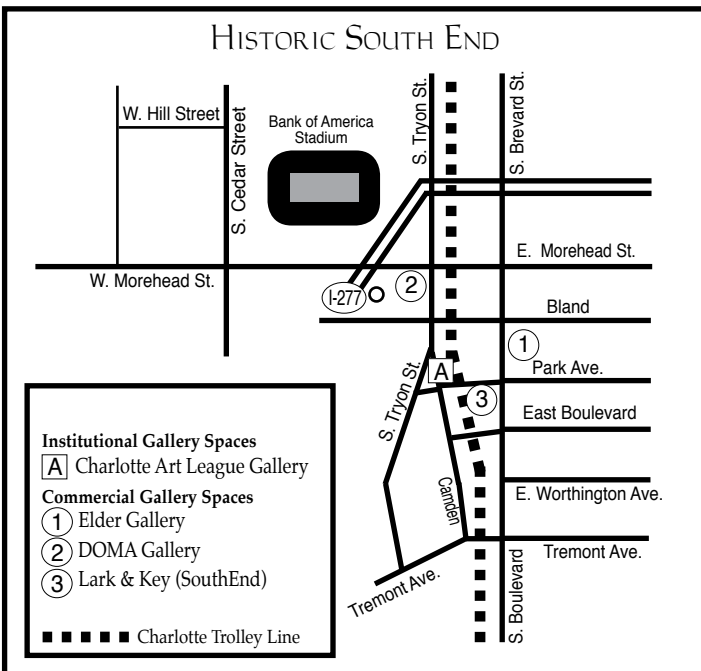 HISTORIC SOUTH END
W. Hill Street
S. Cedar Street
Bank of America
Stadium
S. Tryon St.
S. Brevard St.
E. Morehead St.
W. Morehead St.
I-277
2
Bland
1
A
Park Ave.
3
East Boulevard
S. Tryon St.
Camden
E. Worthington Ave.
Tremont Ave.
Tremont Ave.
S. Boulevard
Institutional Gallery Spaces
A Charlotte Art League Gallery
Commercial Gallery Spaces
1 Elder Gallery
2 DOMA Gallery
3 Lark & Key (SouthEnd)
Charlotte Trolley Line